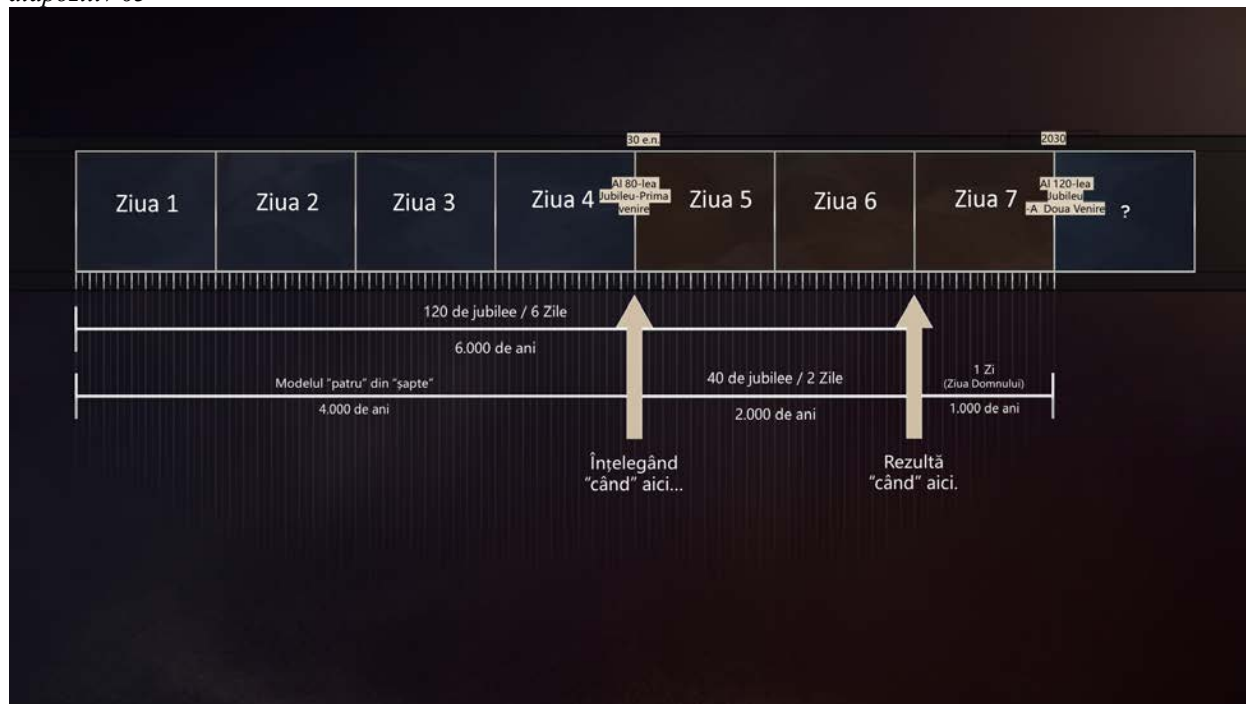 30 e.n.
2030
Ziua 1
Ziua 2
Ziua 3
Ziua 4
Al 80-lea
Jubileu-Prima
venire
Ziua 5
Ziua 6
Ziua 7
Al 120-lea
Jubileu
-A Doua Venire
?
120 de jubilee / 6 Zile
6.000 de ani
Modelul "patru" din "șapte"
4.000 de ani
40 de jubilee / 2 Zile
2.000 de ani
1 Zi
(Ziua Domnului)
1.000 de ani
Înțelegând
"când" aici...
Rezultă
"când" aici.